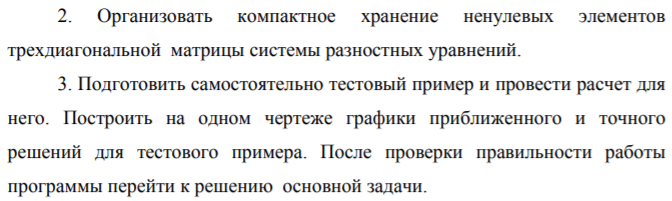 2. Организовать компактное хранение ненулевых элементов
трехдиагональной матрицы системы разностных уравнений.
3. Подготовить самостоятельно тестовый пример и провести расчет для
него. Построить на одном чертеже графики приближенного и точного
решений для тестового примера. После проверки правильности работы
программы перейти к решению основной задачи.